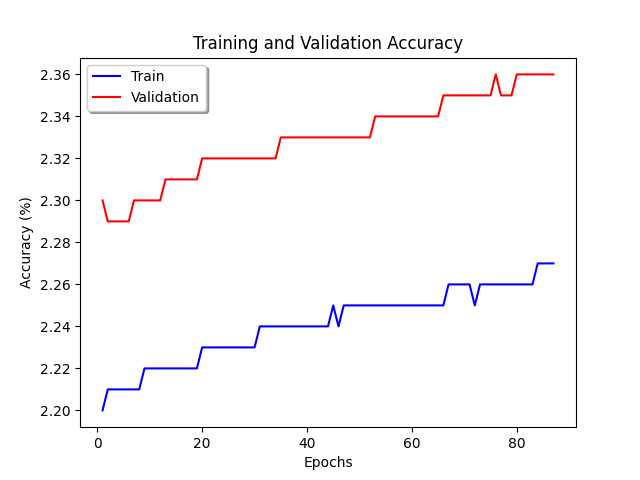 Training and Validation Accuracy
Train
Validation
Accuracy (%)
2.36
2.34
2.32
2.30
2.28
2.26
2.24
2.22
2.20
0 20 40 60 80
Epochs